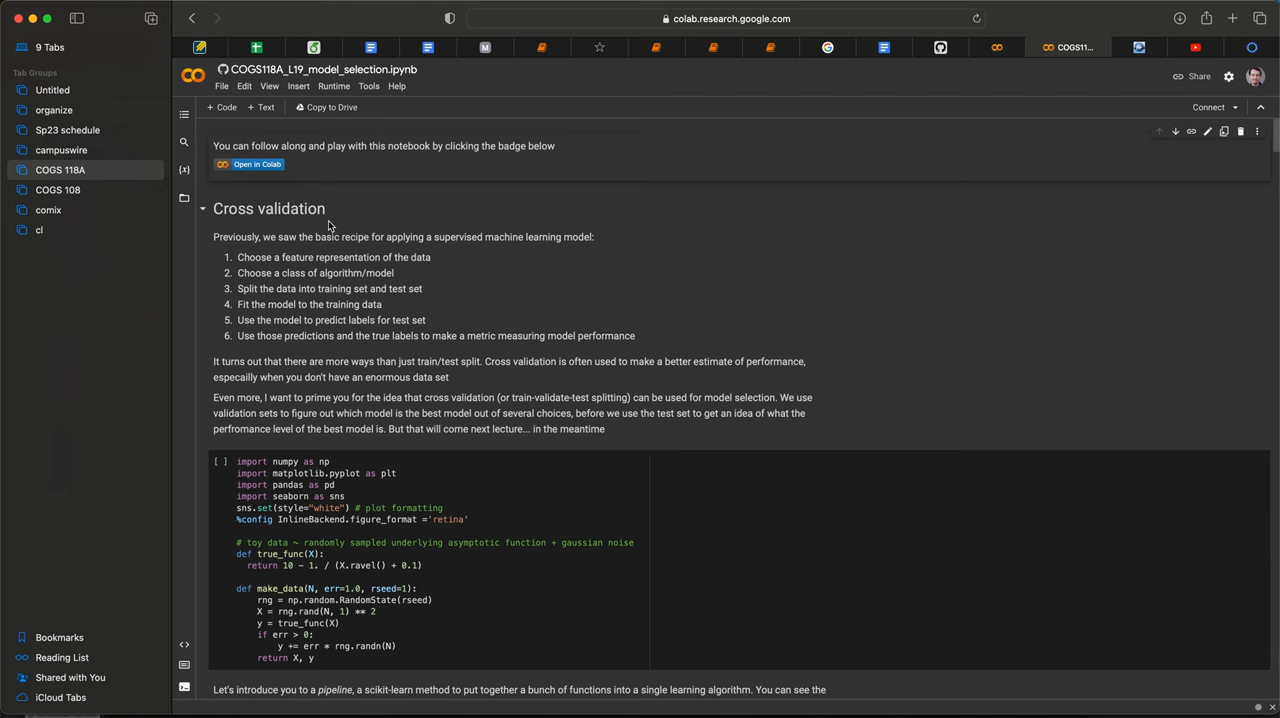 colab.research.google.com
9 Tabs
COGS11...
Tab Groups
Untitled
organize
Sp23 schedule
campuswire
COGS 118A
COGS 108
comix
cl
Bookmarks
Reading List
Shared with You
iCloud Tabs
COGS118A_L19_model_selection.ipynb
File Edit View Insert Runtime Tools Help
Share
+ Code + Text Copy to Drive
Connect
You can follow along and play with this notebook by clicking the badge below
Open in Colab
Cross validation
Previously, we saw the basic recipe for applying a supervised machine learning model:
1. Choose a feature representation of the data
2. Choose a class of algorithm/model
3. Split the data into training set and test set
4. Fit the model to the training data
5. Use the model to predict labels for test set
6. Use those predictions and the true labels to make a metric measuring model performance
It turns out that there are more ways than just train/test split. Cross validation is often used to make a better estimate of performance,
especailly when you don't have an enormous data set
Even more, I want to prime you for the idea that cross validation (or train-validate-test splitting) can be used for model selection. We use
validation sets to figure out which model is the best model out of several choices, before we use the test set to get an idea of what the
perfromance level of the best model is. But that will come next lecture... in the meantime
[ ] import numpy as np
import matplotlib.pyplot as plt
import pandas as pd
import seaborn as sns
sns.set(style="white") # plot formatting
%config InlineBackend.figure_format ='retina'
# toy data ~ randomly sampled underlying asymptotic function + gaussian noise
def true_func(X):
return 10 - 1. / (X.ravel() + 0.1)
def make_data(N, err=1.0, rseed=1):
rng = np.random.RandomState(rseed)
X = rng.rand(N, 1) ** 2
y = true_func(X)
if err > 0:
y += err * rng.randn(N)
return X, y
Let's introduce you to a pipeline, a scikit-learn method to put together a bunch of functions into a single learning algorithm. You can see the